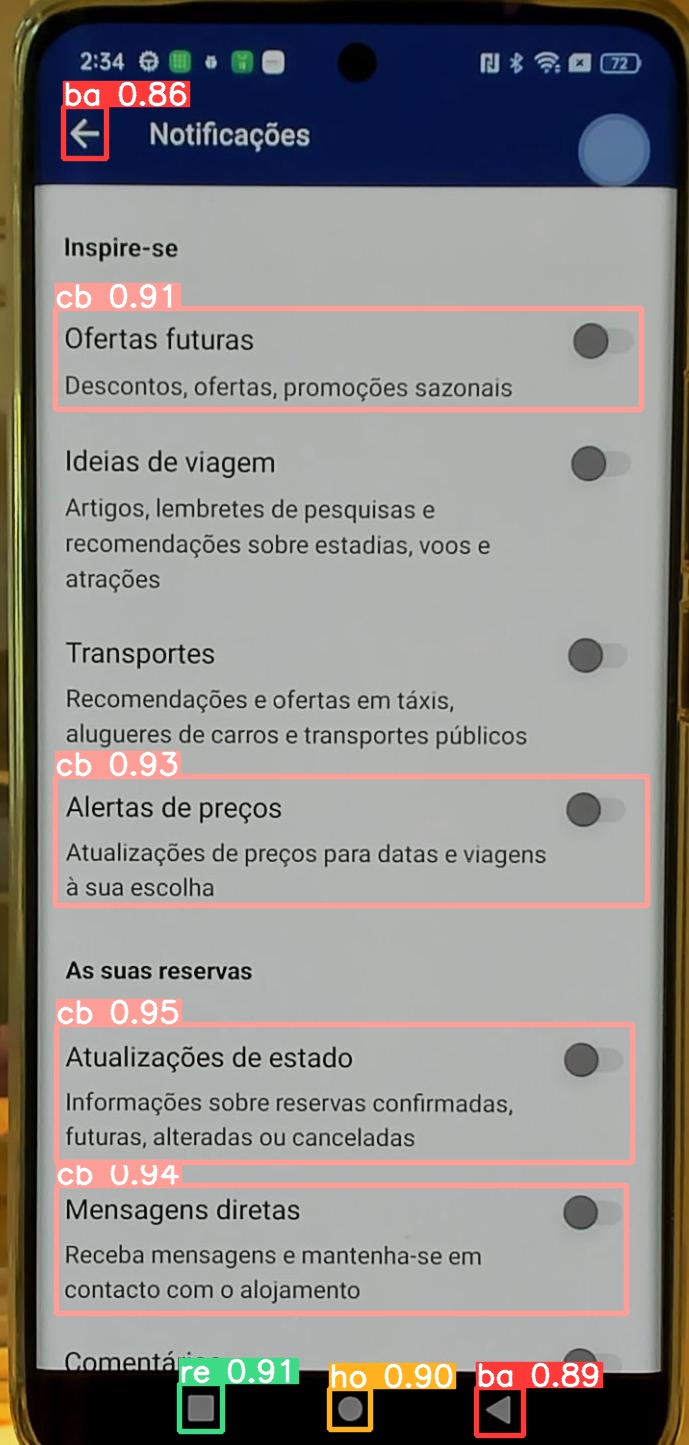 2:34
72
ba 0.86
Notificações
Inspire-se
cb 0.91
Ofertas futuras
Descontos, ofertas, promoções sazonais
Ideias de viagem
Artigos, lembretes de pesquisas e
recomendações sobre estadias, voos e
atrações
Transportes
Recomendações e ofertas em táxis,
alugueres de carros e transportes públicos
cb 0.93
Alertas de preços
Atualizações de preços para datas e viagens
à sua escolha
As suas reservas
cb 0.95
Atualizações de estado
Informações sobre reservas confirmadas,
futuras, alteradas ou canceladas
cb 0.94
Mensagens diretas
Receba mensagens e mantenha-se em
contacto com o alojamento
re 0.91
ho 0.90
ba 0.89